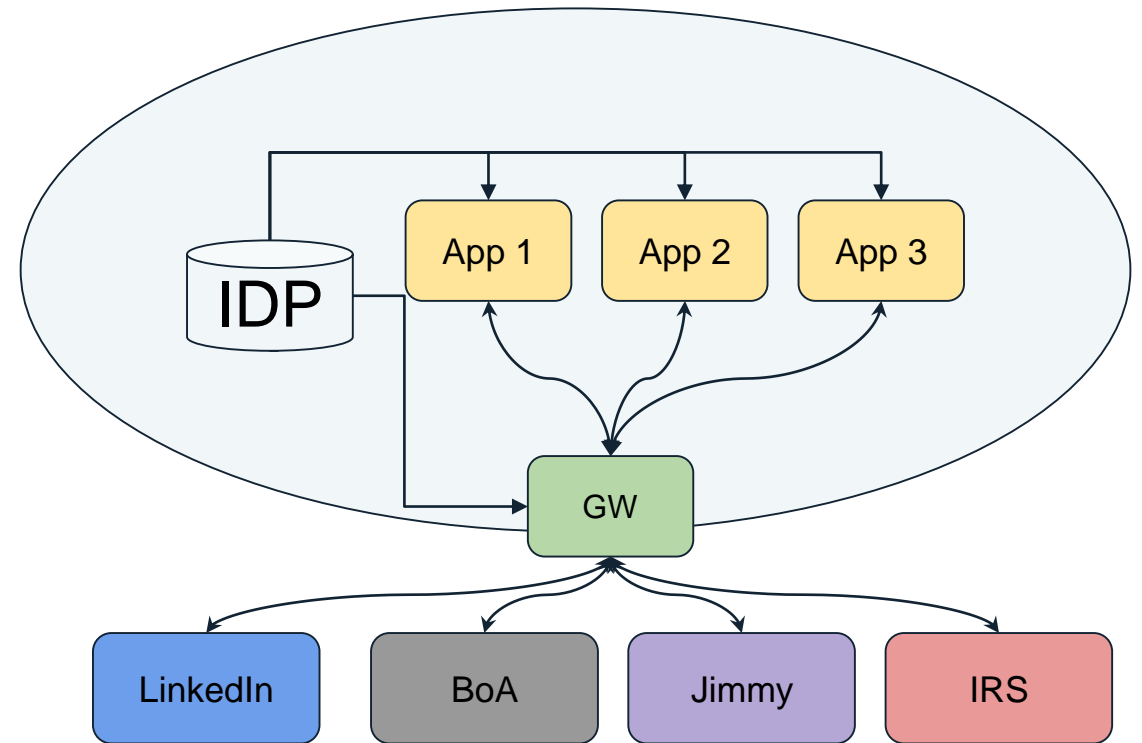 App 1
App 2
App 3
IDP
GW
LinkedIn
BoA
Jimmy
IRS